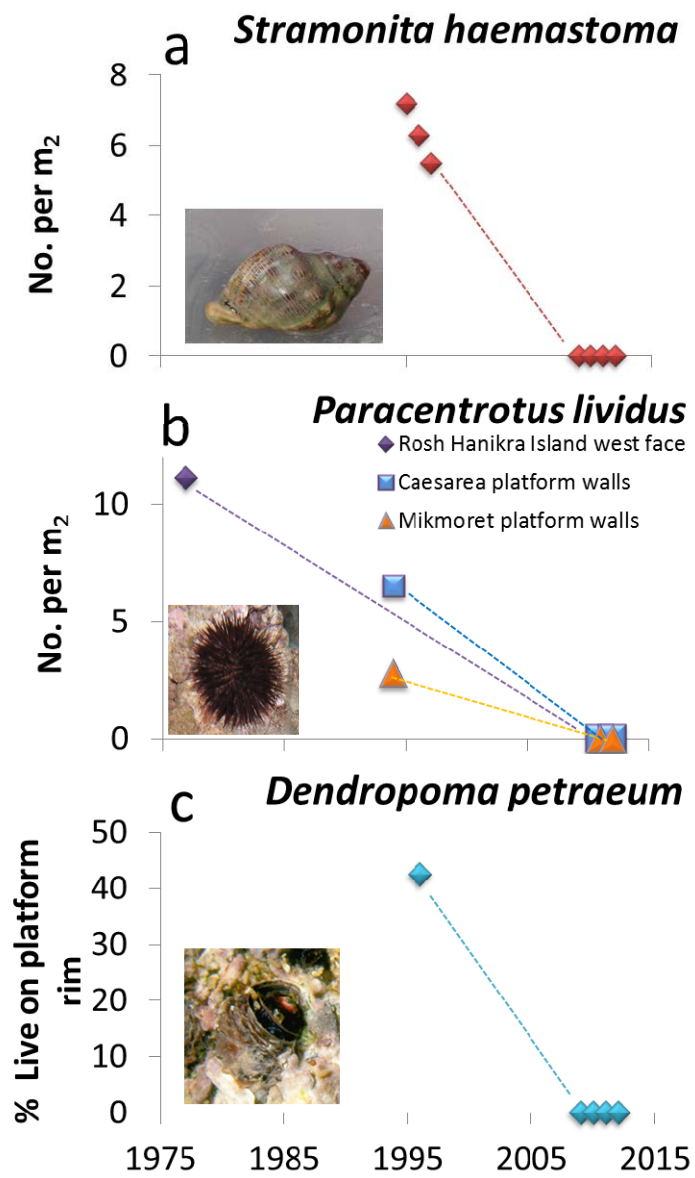 a
Stramonita haemastoma
No. per m2
8
6
4
2
0
b
Paracentrotus lividus
Rosh Hanikra Island west face
Caesarea platform walls
Mikmoret platform walls
No. per m2
10
5
0
c
Dendropoma petraeum
% Live on platform
rim
50
40
30
20
10
0
1975 1985 1995 2005 2015